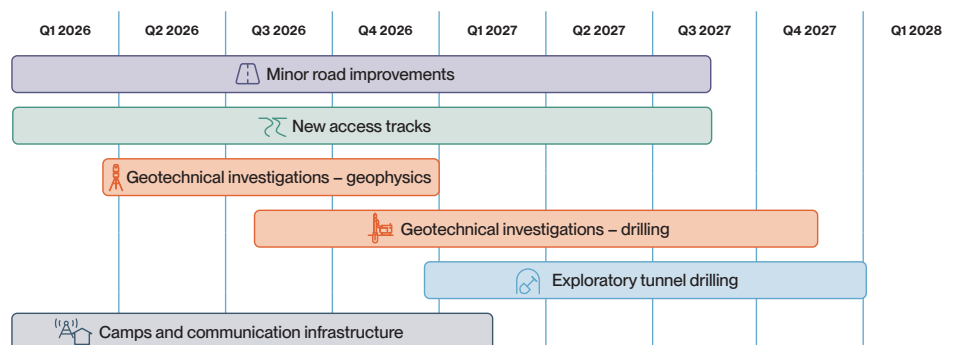 Q1 2026 Q2 2026 Q3 2026 Q4 2026 Q1 2027 Q2 2027 Q3 2027 Q4 2027 Q1 2028
Minor road improvements
New access tracks
Geotechnical investigations – geophysics
Geotechnical investigations – drilling
Exploratory tunnel drilling
Camps and communication infrastructure